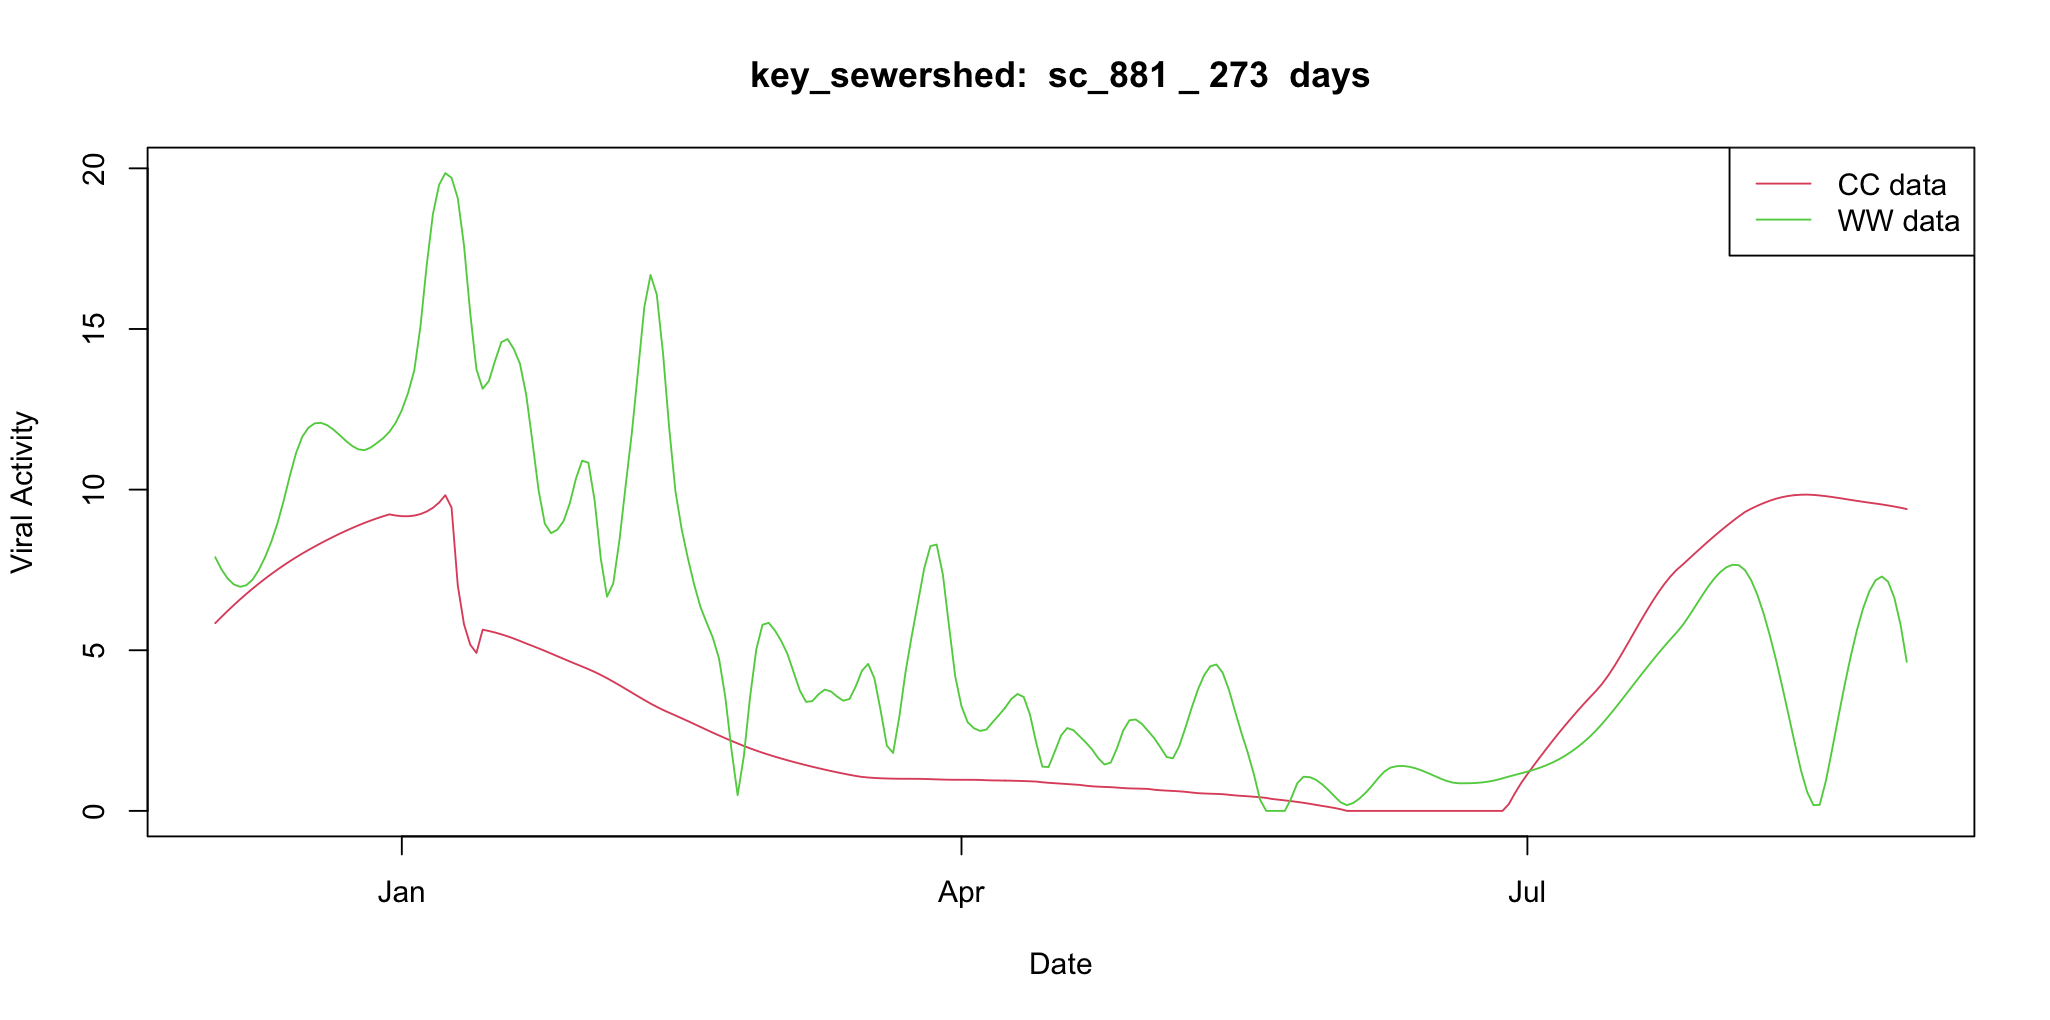 key_sewershed: sc_881 _ 273 days
CC data
WW data
Viral Activity
20
15
10
5
0
Jan
Apr
Jul
Date